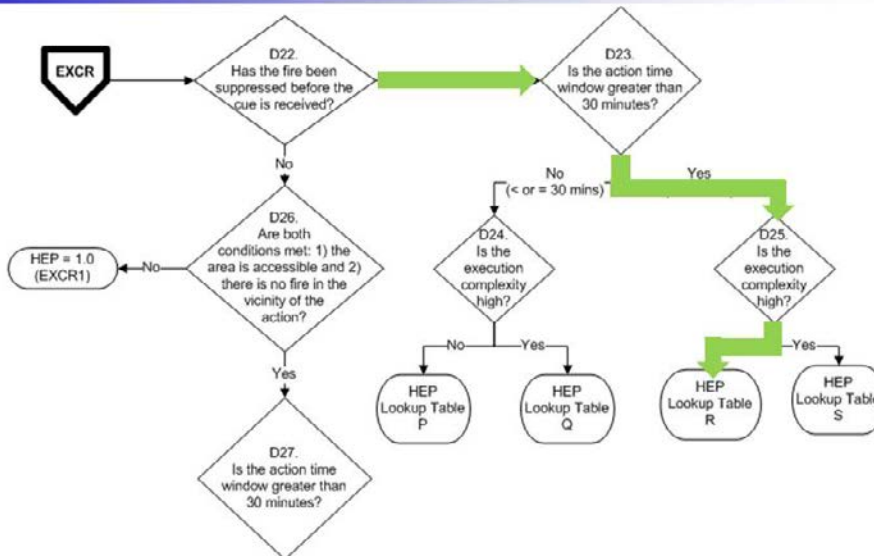 EXCR
D22.
Has the fire been
suppressed before the
cue is received?
D23.
Is the action time
window greater than
30 minutes?
No
No
(< or = 30 mins)
Yes
D26.
Are both
conditions met: 1) the
area is accessible and 2)
there is no fire in the
vicinity of the
action?
HEP = 1.0
(EXCR1)
No
D24.
Is the
execution
complexity
high?
D25.
Is the
execution
complexity
high?
No
Yes
Yes
Yes
HEP
Lookup Table
P
HEP
Lookup Table
Q
HEP
Lookup Table
R
HEP
Lookup Table
S
D27.
Is the action time
window greater than
30 minutes?